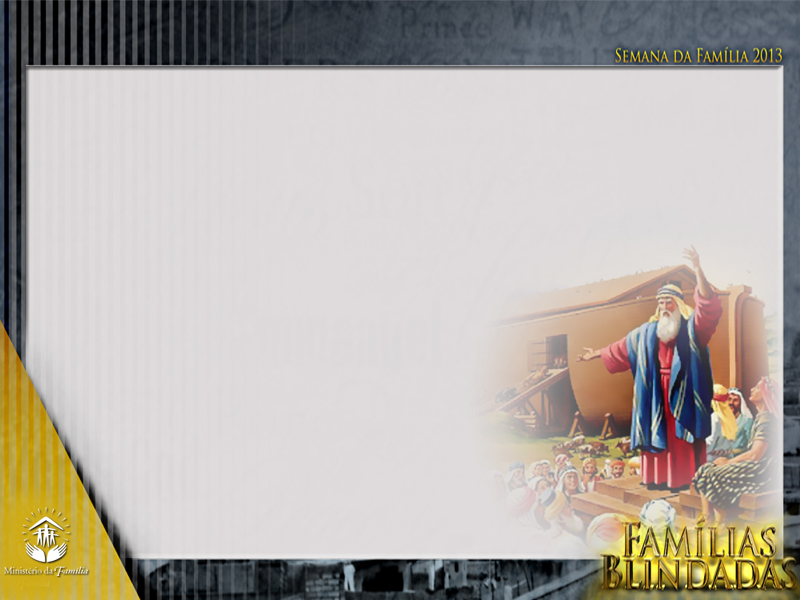 SEMANA DA FAMÍLIA 2013
Ministério da Família
FAMÍLIAS
BLINDADAS